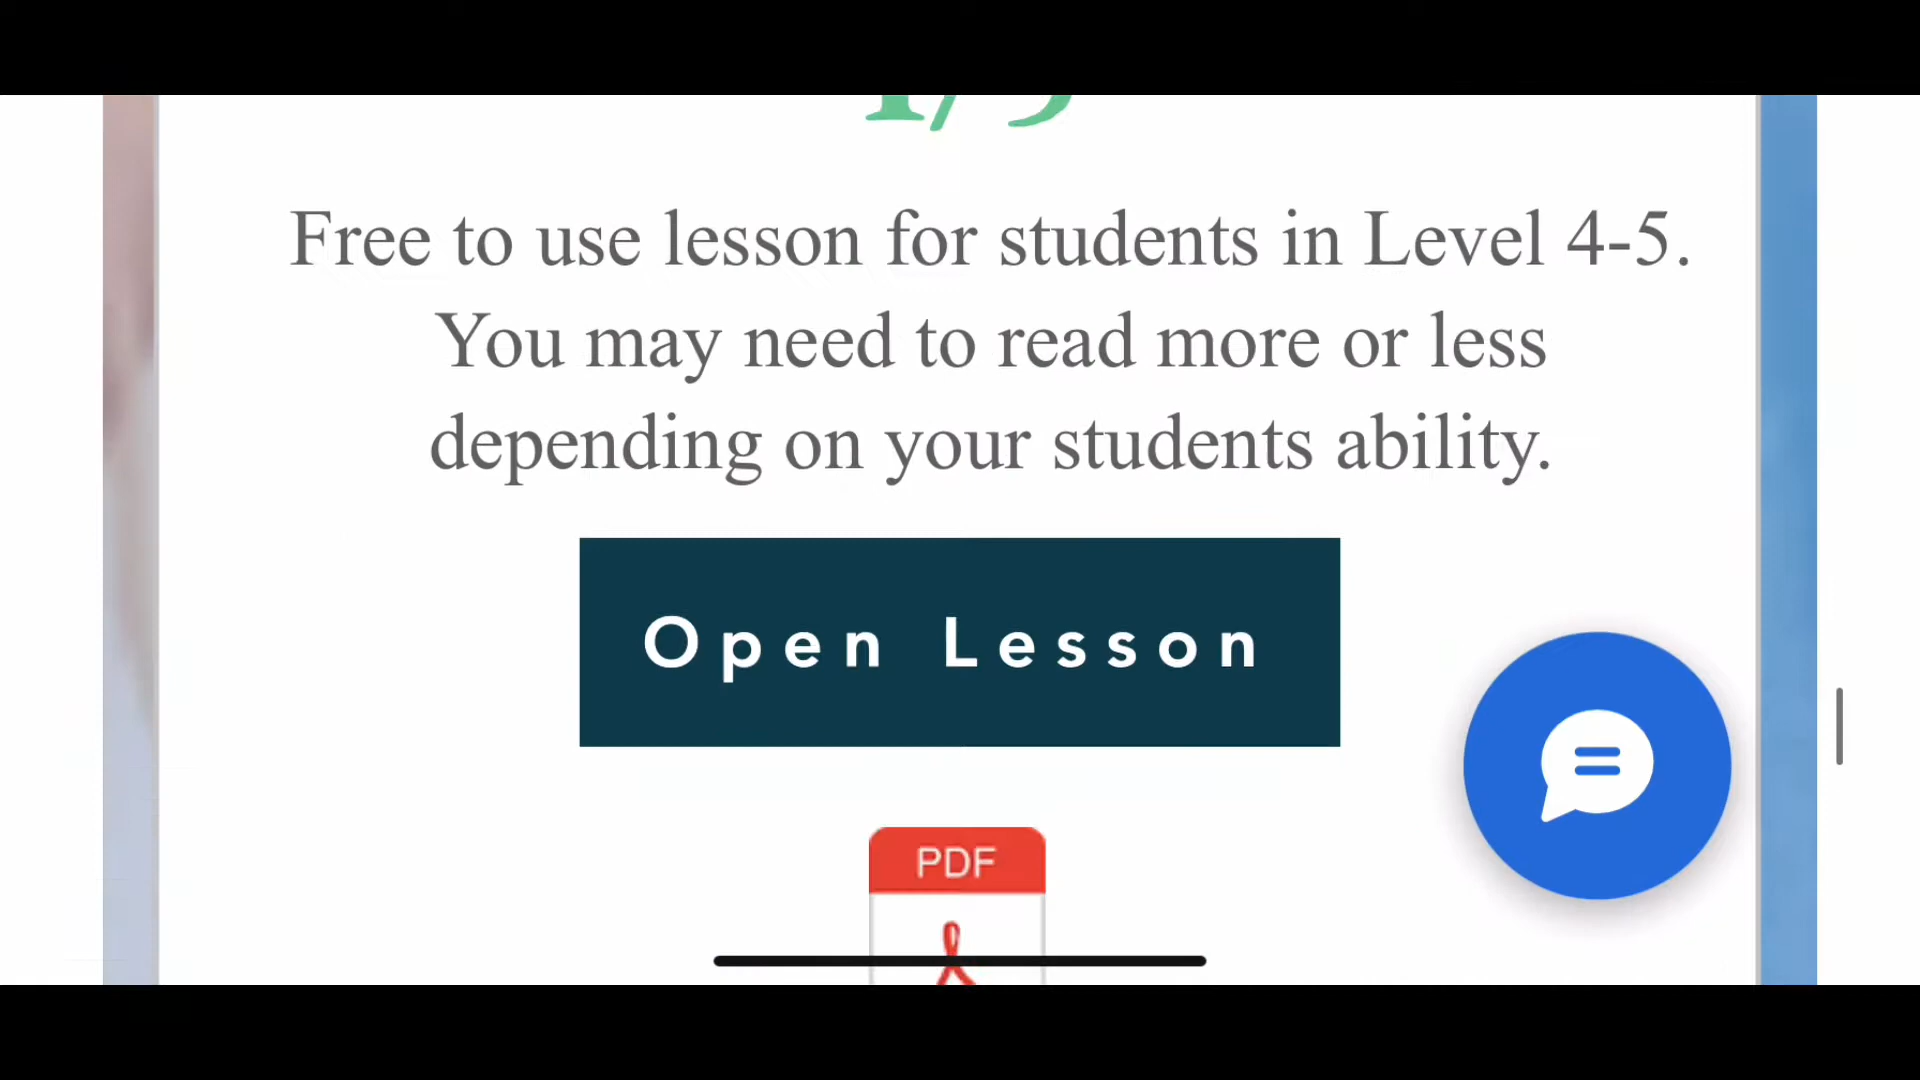 Free to use lesson for students in Level 4-5.
You may need to read more or less
depending on your students ability.
Open Lesson
PDF